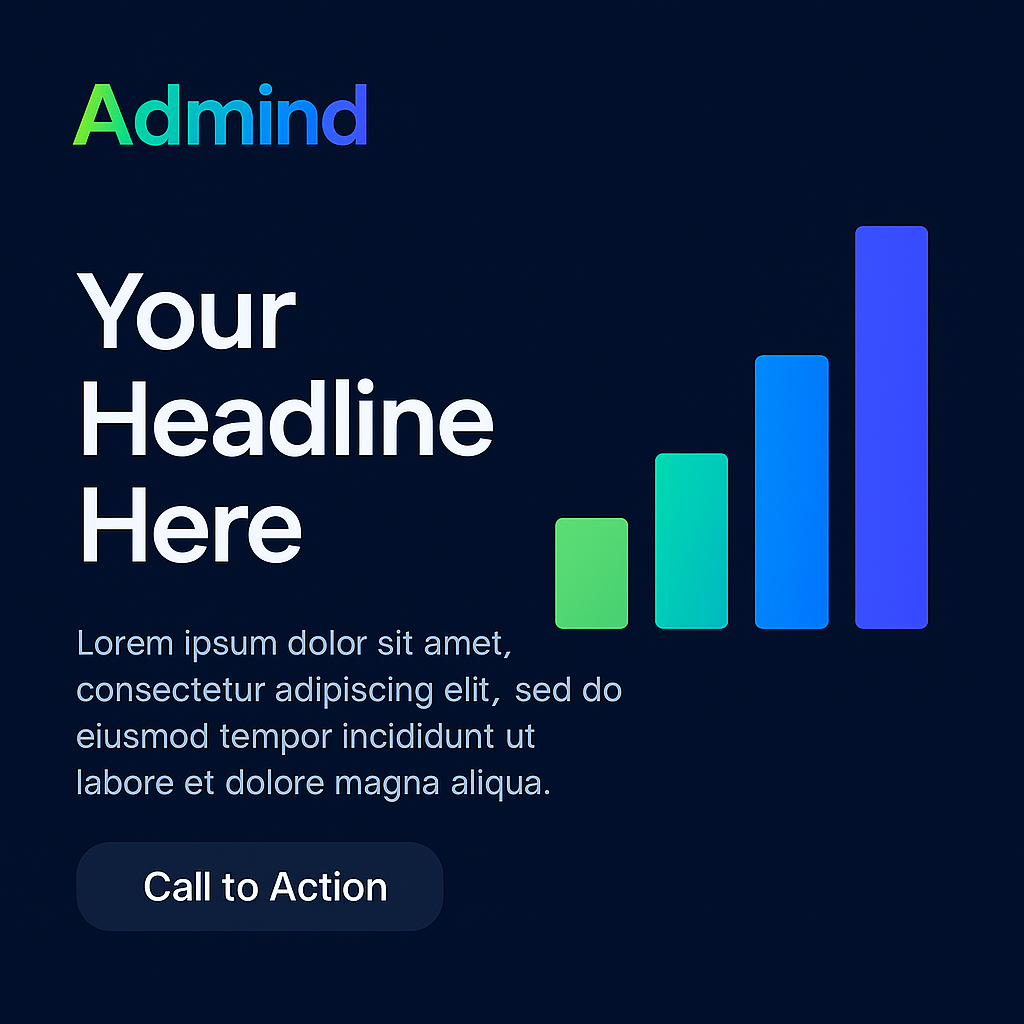 Admind
Your
Headline
Here
Lorem ipsum dolor sit amet,
consectetur adipiscing elit, sed do
eiusmod tempor incididunt ut
labore et dolore magna aliqua.
Call to Action